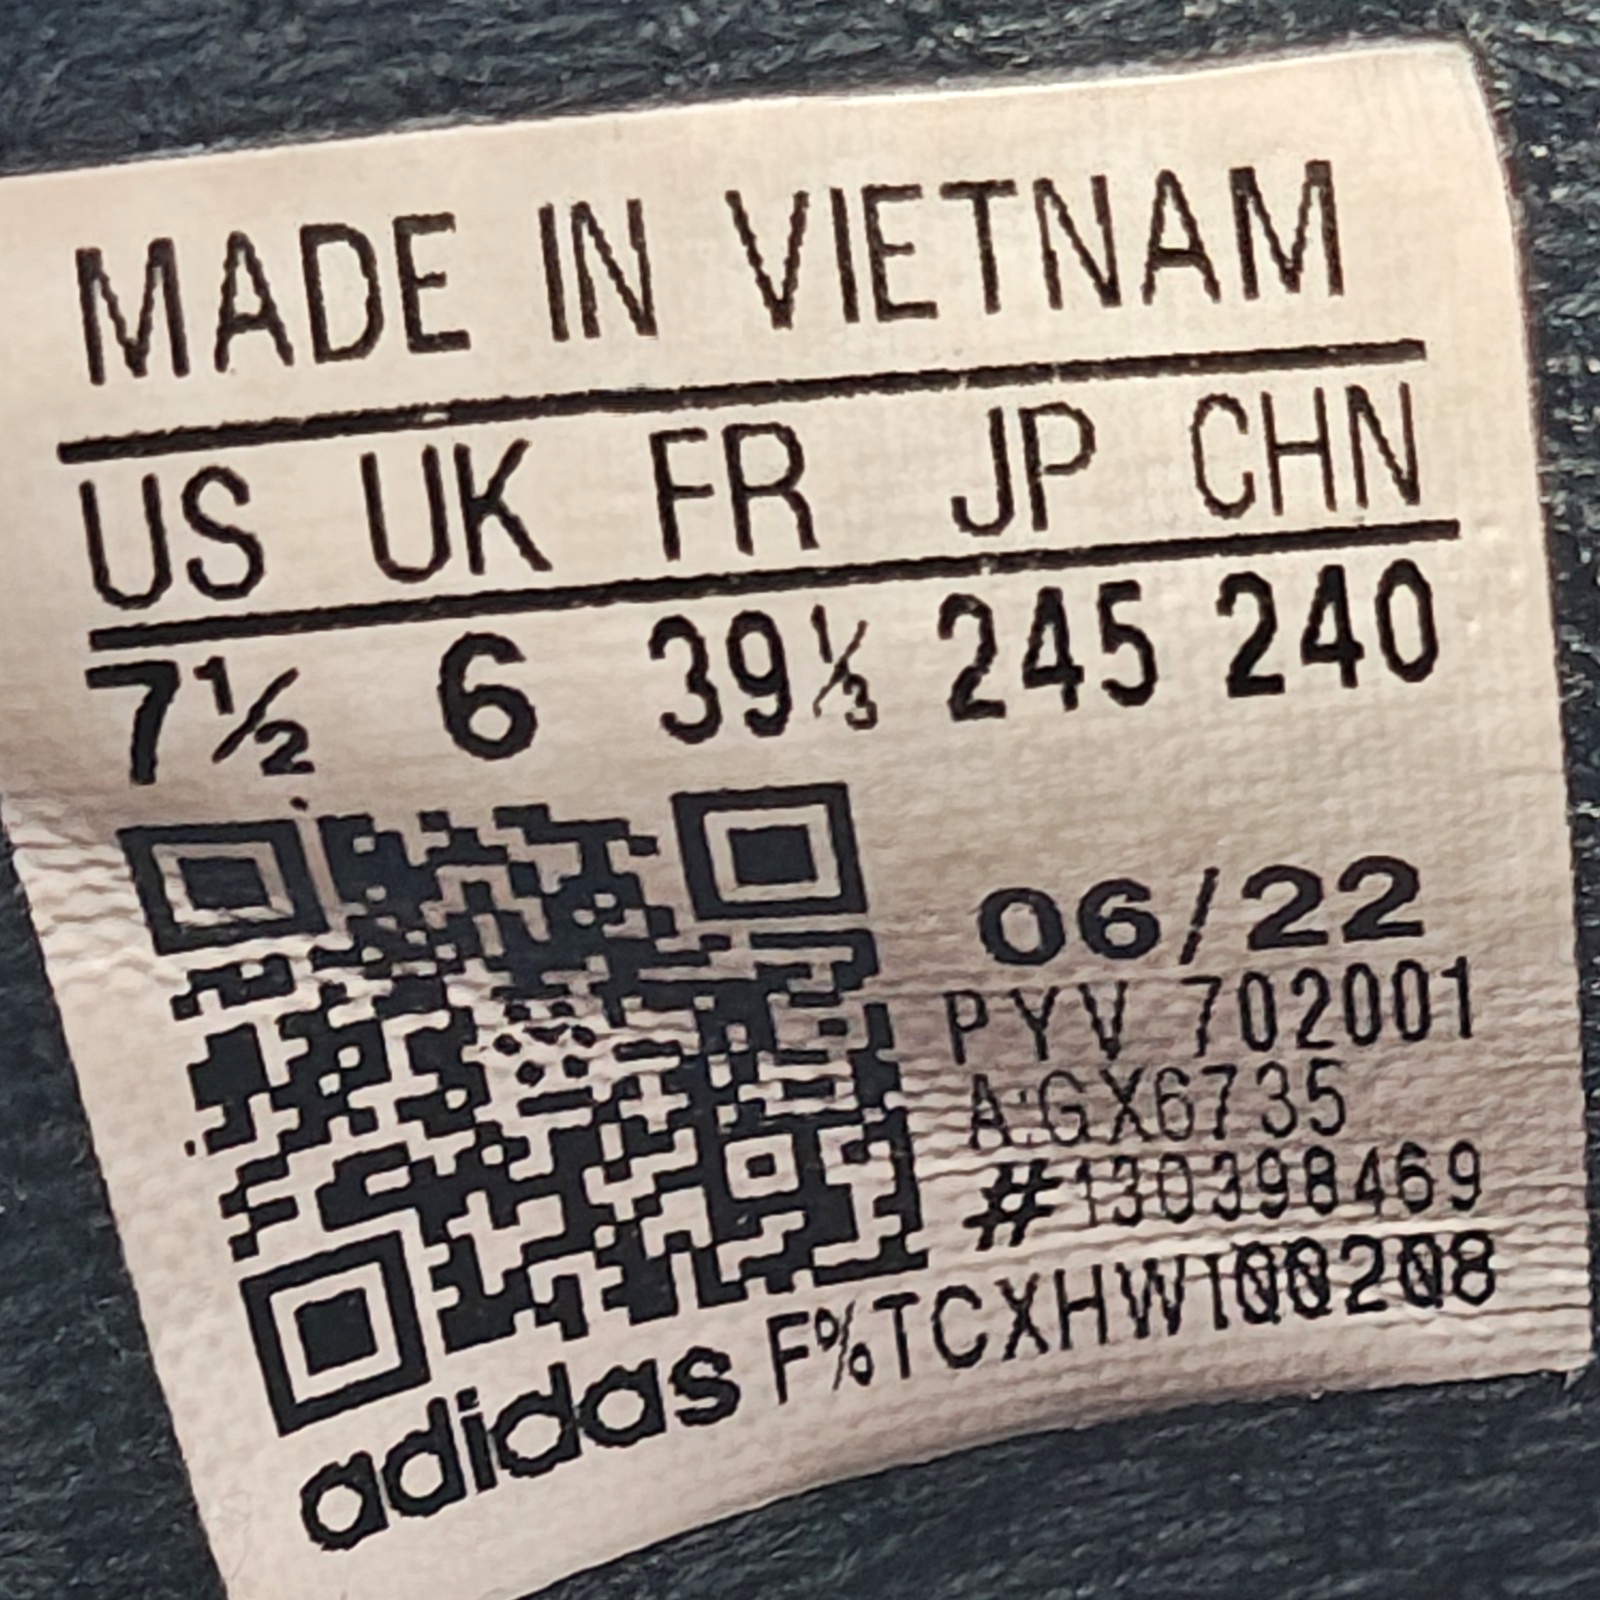 MADE IN VIETNAM
US UK FR JP CHN
7½ 6 39⅓ 245 240
06/22
PYV 702001
A:GX6735
#130398469
adidas F%TCXHWI00208